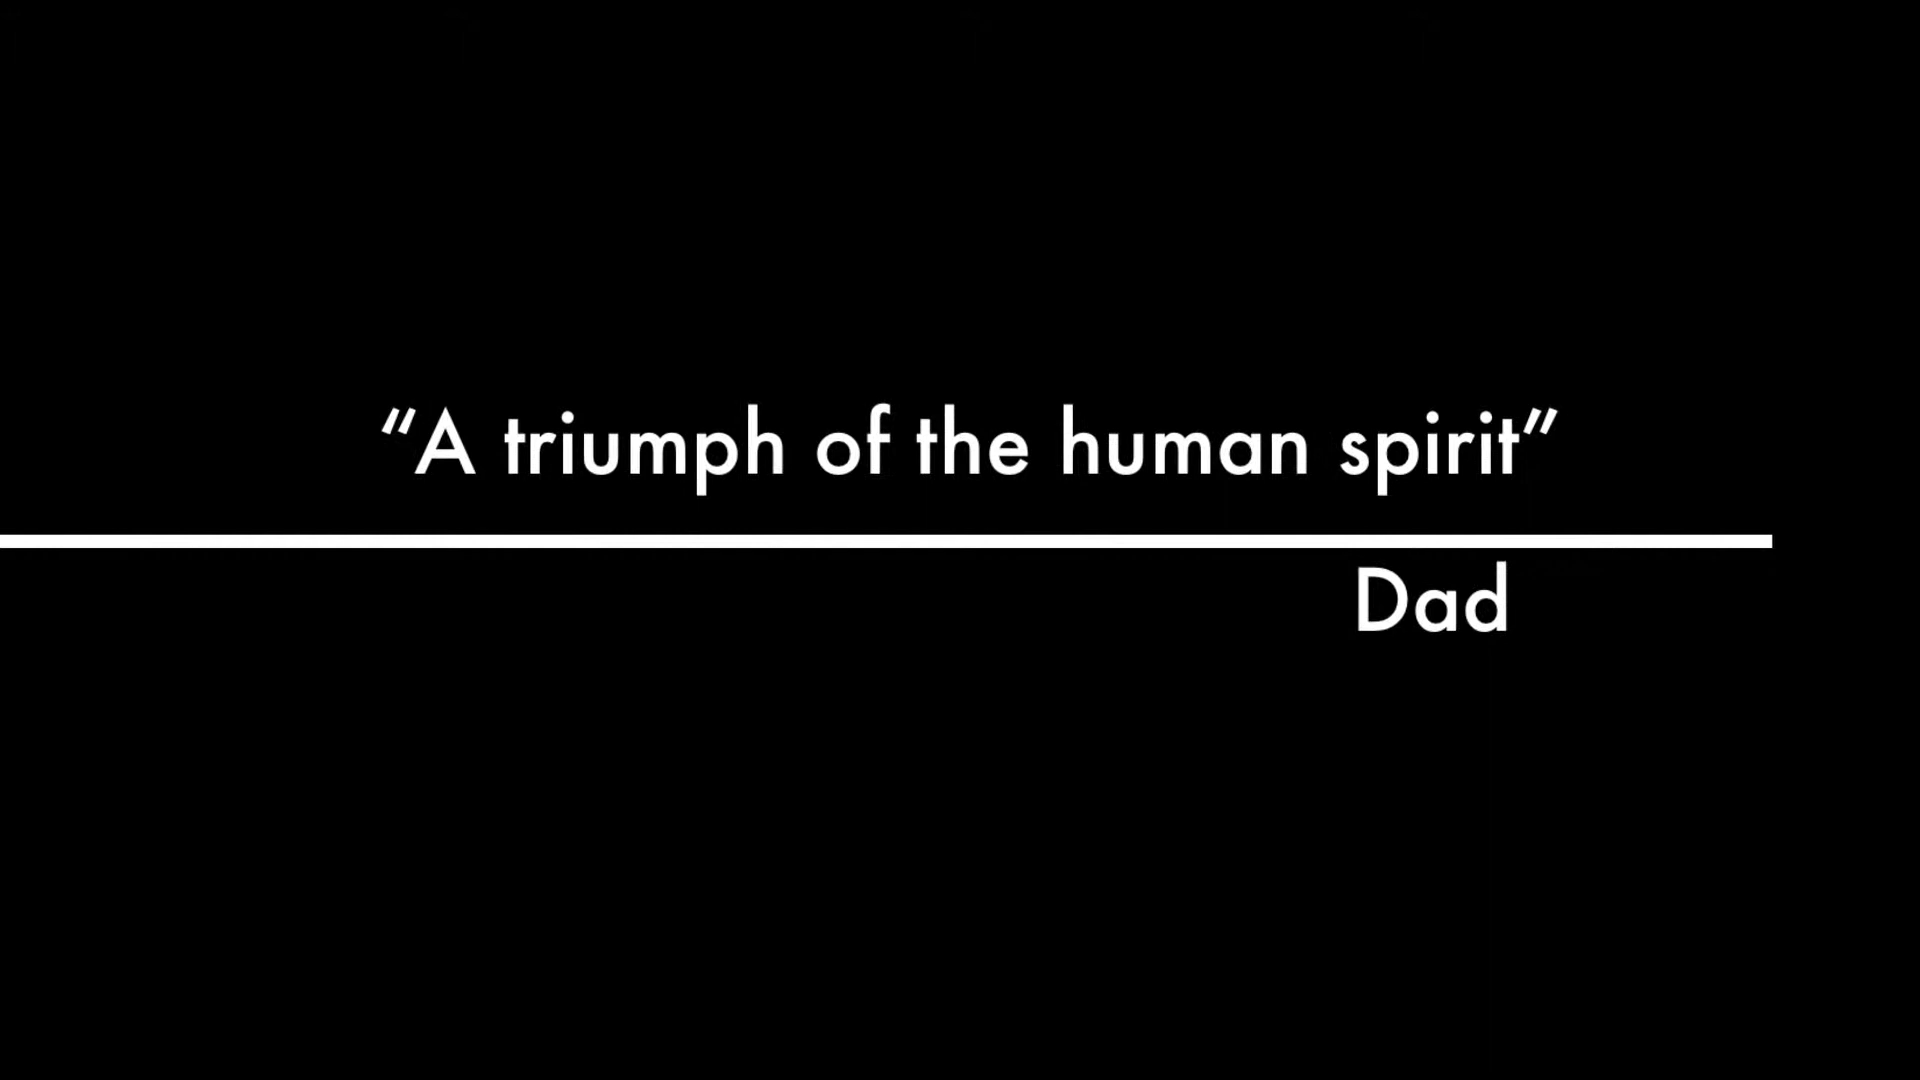 “A triumph of the human spirit”
Dad